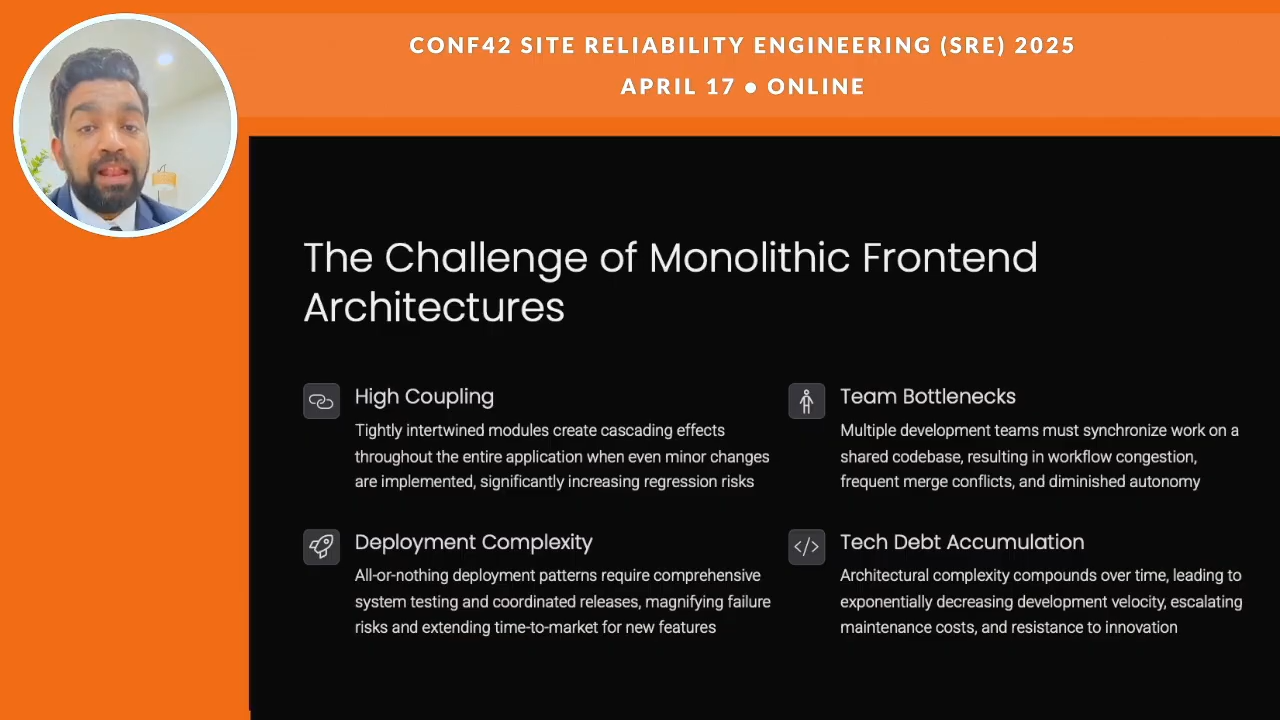 CONF42 SITE RELIABILITY ENGINEERING (SRE) 2025
APRIL 17 ● ONLINE
The Challenge of Monolithic Frontend
Architectures
High Coupling
Tightly intertwined modules create cascading effects
throughout the entire application when even minor changes
are implemented, significantly increasing regression risks
Team Bottlenecks
Multiple development teams must synchronize work on a
shared codebase, resulting in workflow congestion,
frequent merge conflicts, and diminished autonomy
Deployment Complexity
All-or-nothing deployment patterns require comprehensive
system testing and coordinated releases, magnifying failure
risks and extending time-to-market for new features
Tech Debt Accumulation
Architectural complexity compounds over time, leading to
exponentially decreasing development velocity, escalating
maintenance costs, and resistance to innovation